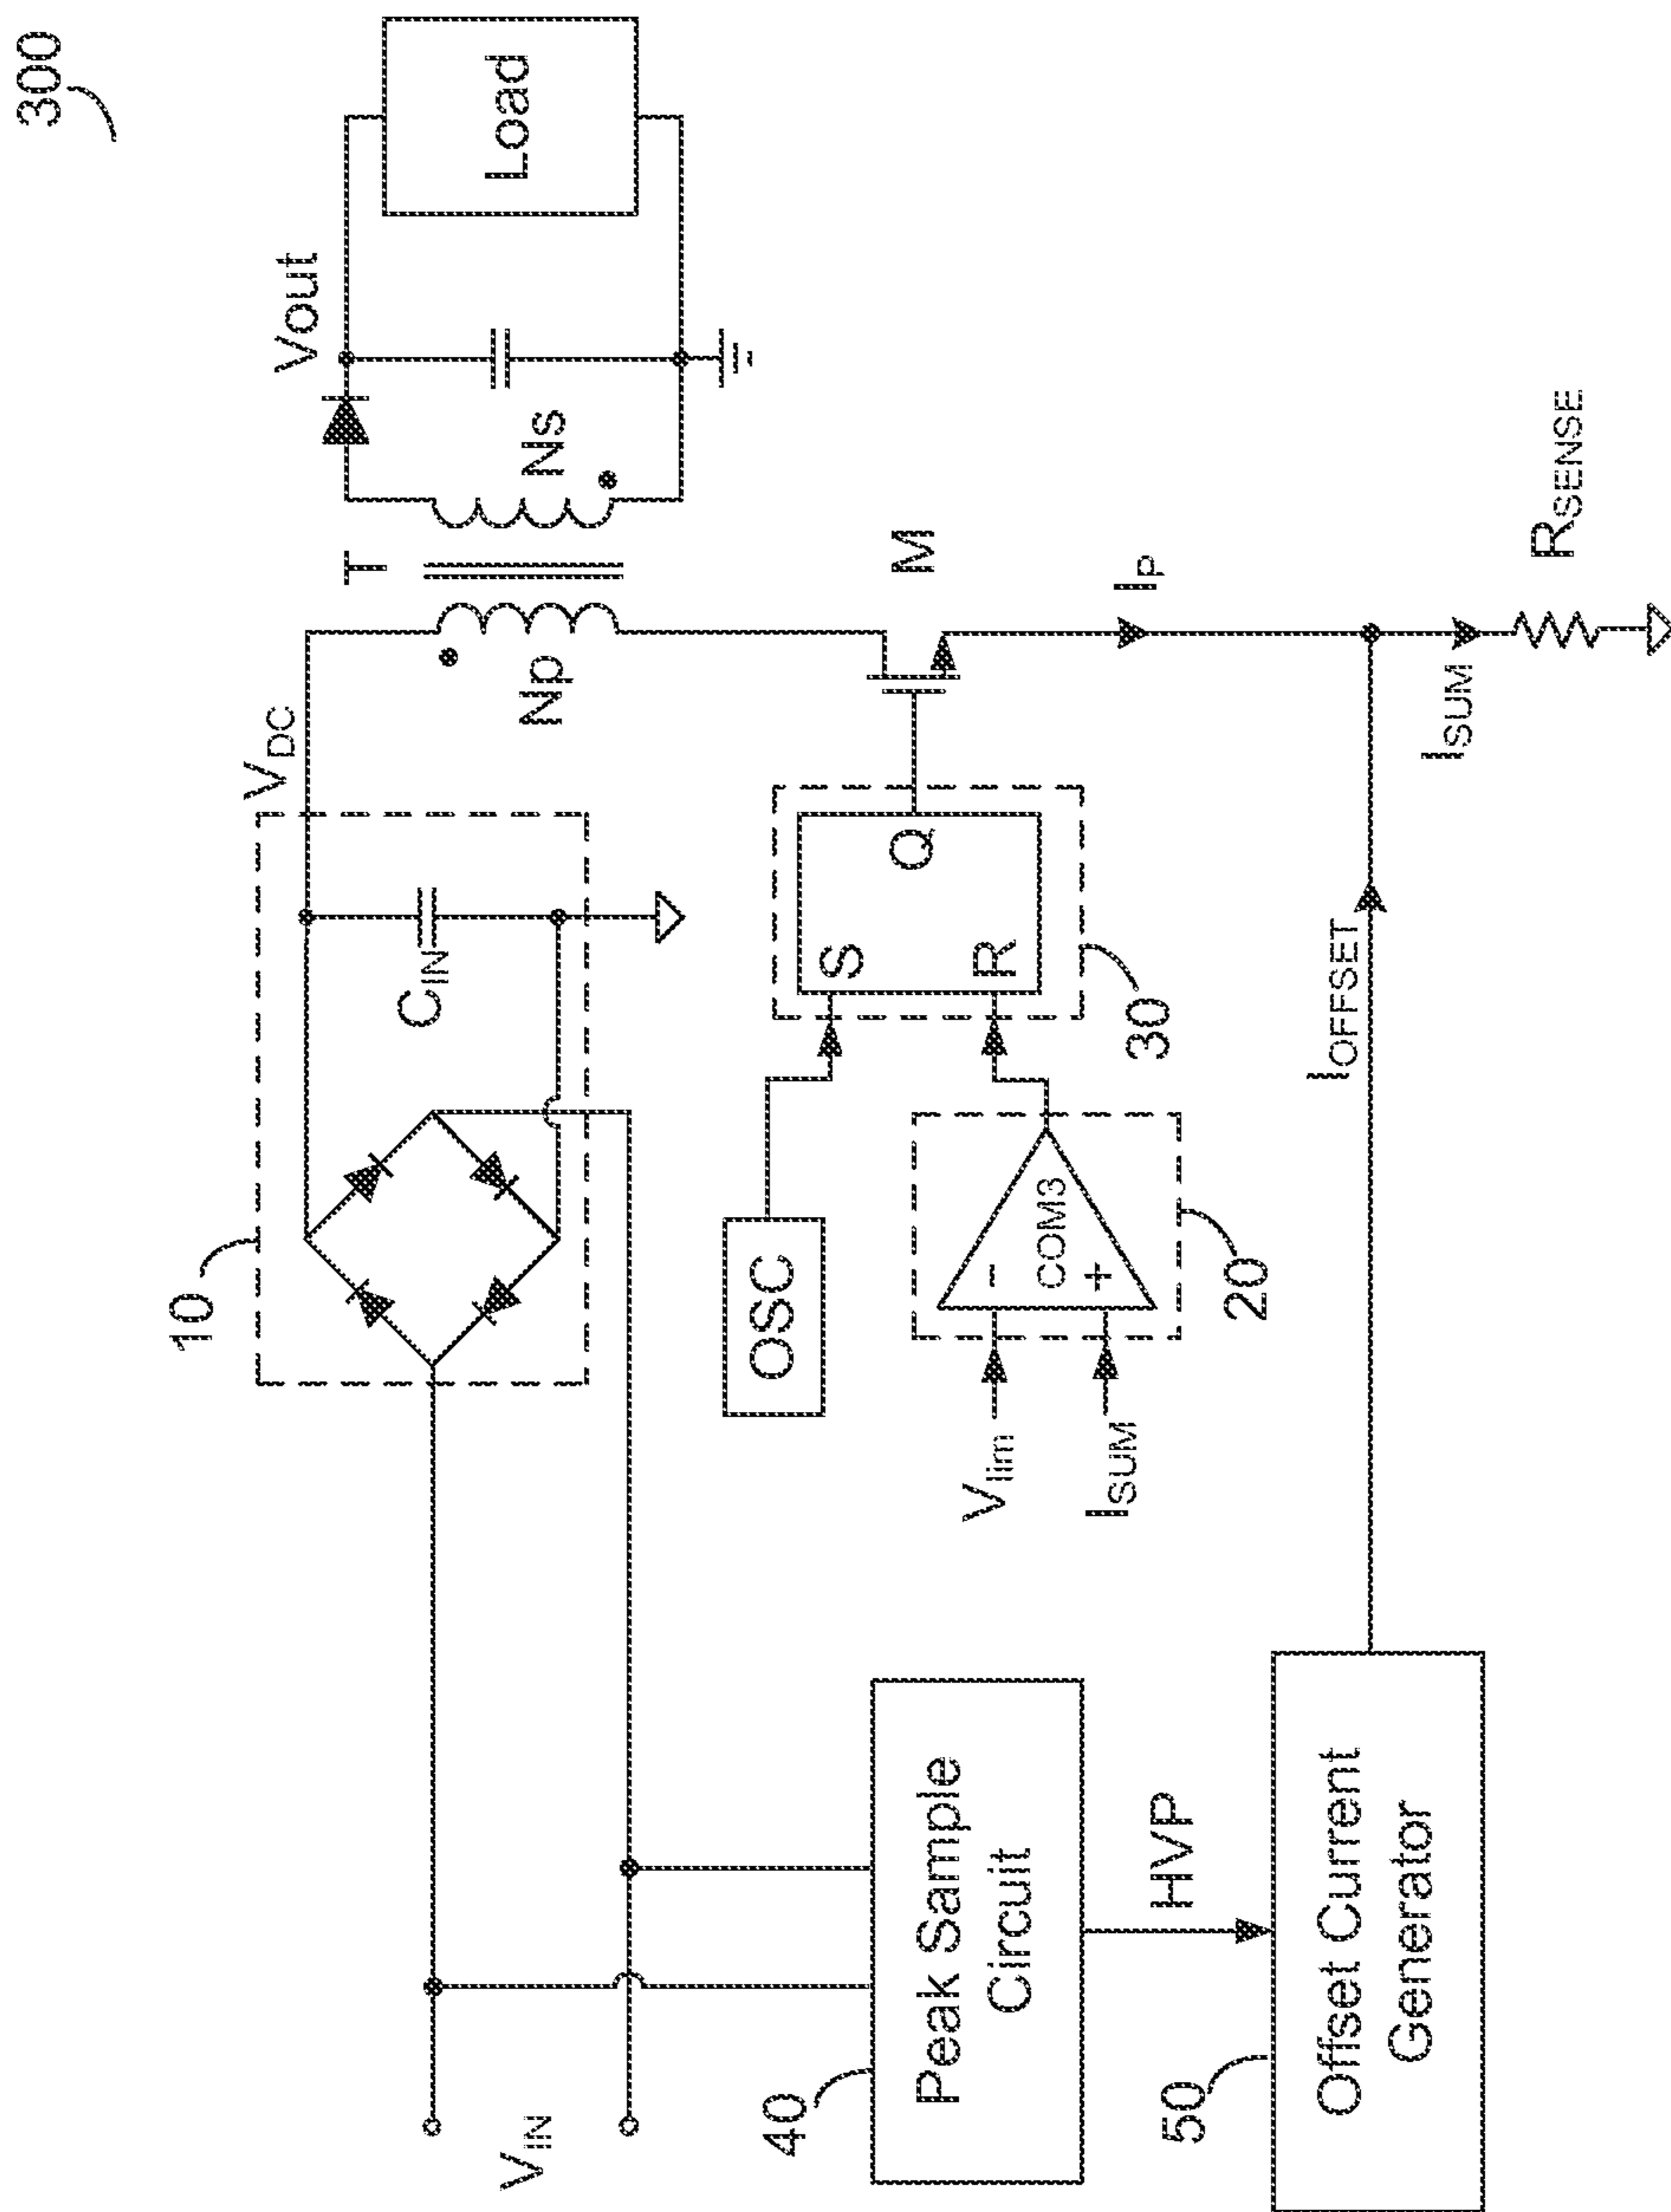 300
10
V_DC
T
Vout
Load
C_IN
Np
Ns
V_IN
OSC
S
R
Q
M
30
V_lim
I_SUM
-
+
COM3
20
I_P
40
Peak Sample
Circuit
HVP
50
Offset Current
Generator
I_OFFSET
I_SUM
R_SENSE